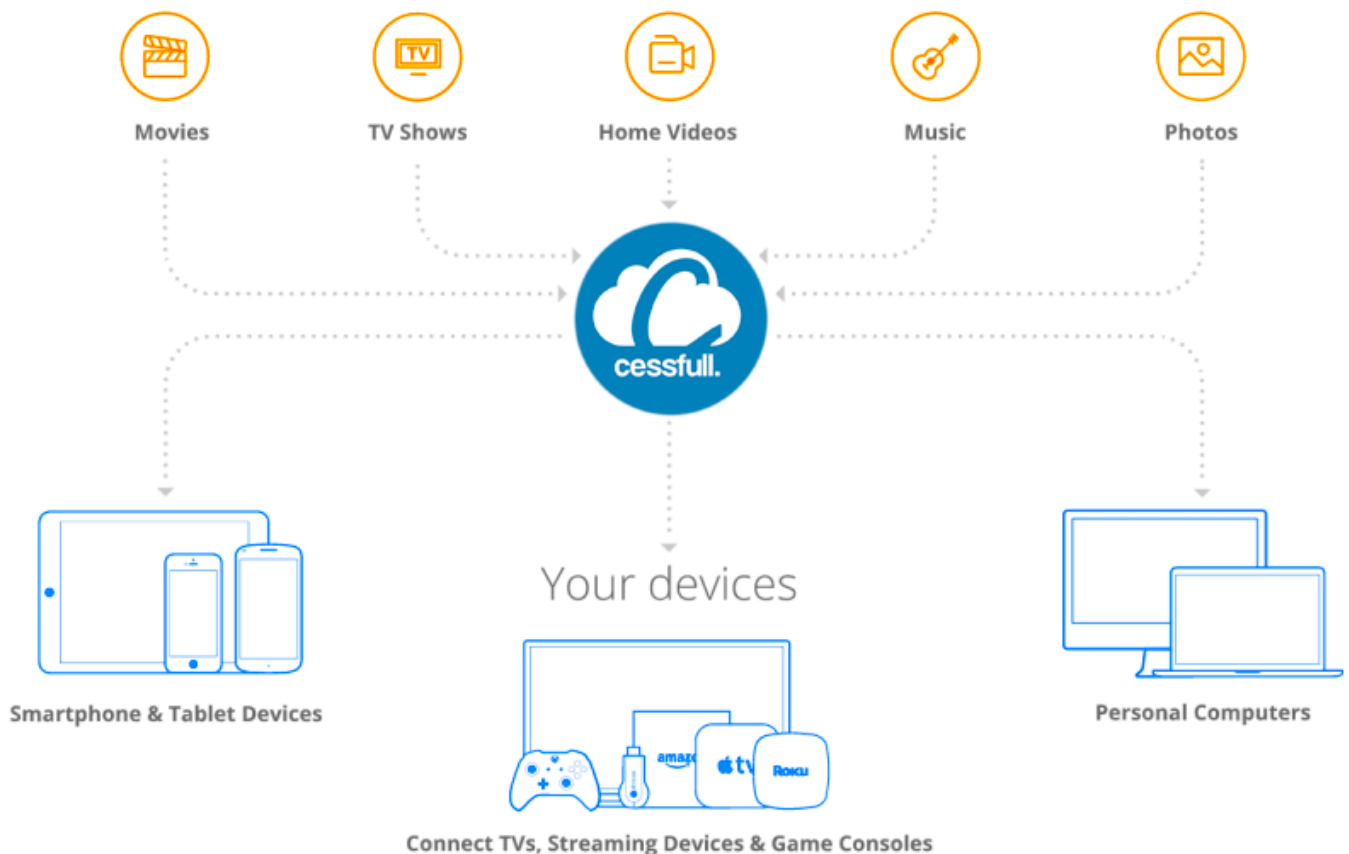 TV
Movies
TV Shows
Home Videos
Music
Photos
cessfull.
Your devices
Smartphone & Tablet Devices
Personal Computers
amazo
tv
Roku
Connect TVs, Streaming Devices & Game Consoles